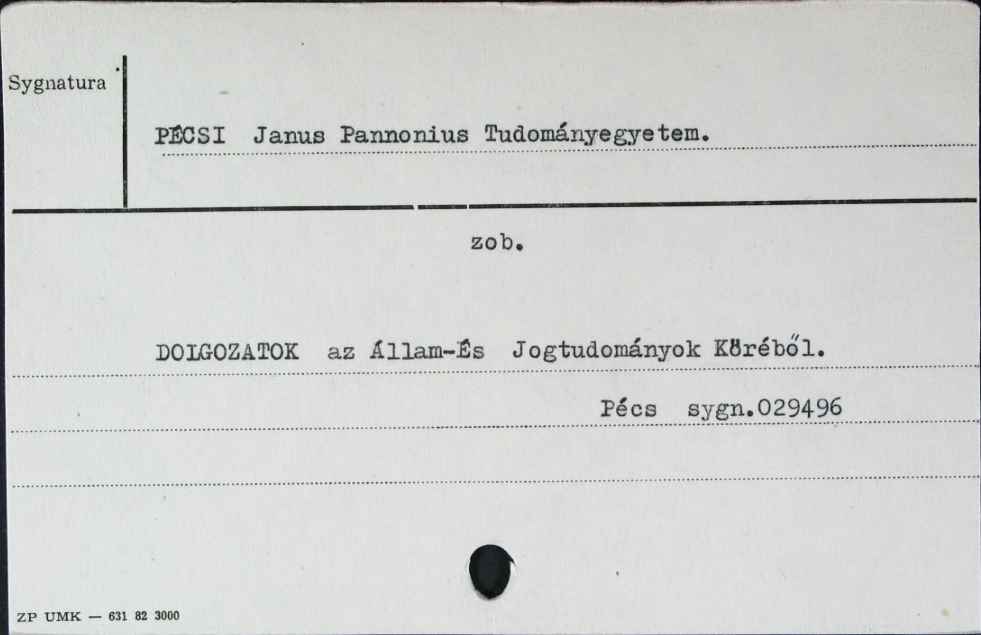 Sygnatura
PÉCSI Janus Pannonius Tudományegyetem.
zob.
DOLGOZATOK az Állam-És Jogtudományok Köréből.
Pécs sygn.029496
ZP UMK — 631 82 3000